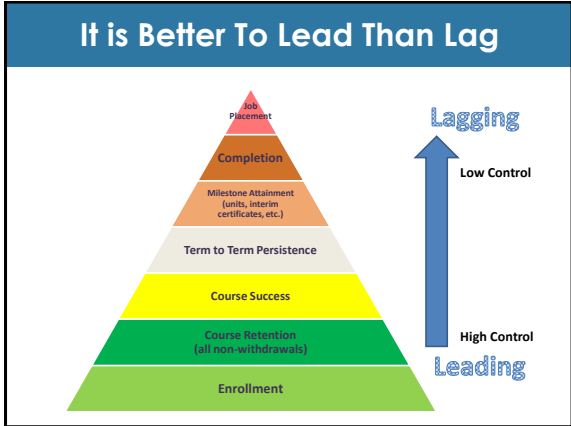 It is Better To Lead Than Lag
Job
Placement
Completion
Milestone Attainment
(units, interim
certificates, etc.)
Term to Term Persistence
Course Success
Course Retention
(all non-withdrawals)
Enrollment
Lagging
Low Control
High Control
Leading